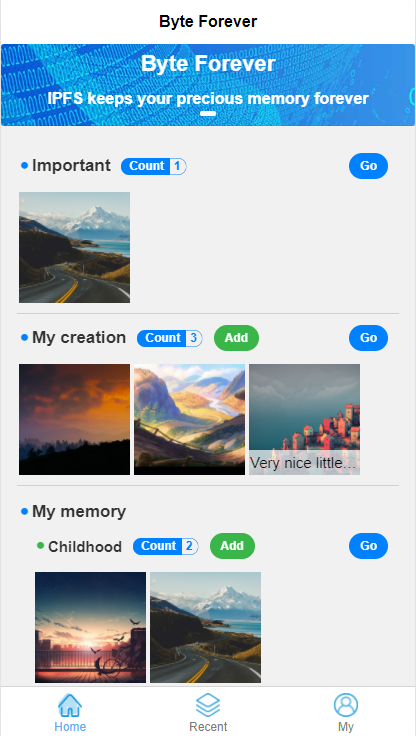 Byte Forever
Byte Forever
IPFS keeps your precious memory forever
Important Count 1 Go
My creation Count 3 Add Go
Very nice little...
My memory
Childhood Count 2 Add Go
Home Recent My